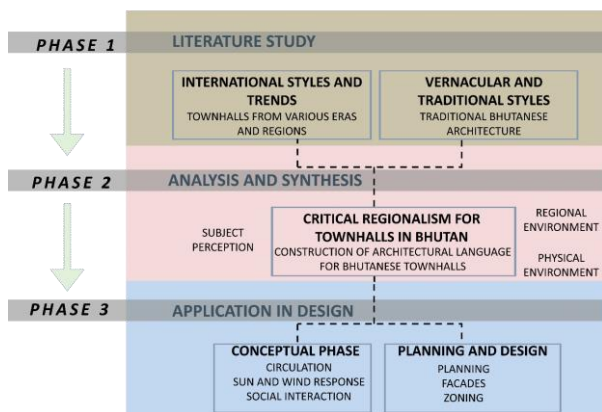 PHASE 1
LITERATURE STUDY
INTERNATIONAL STYLES AND
TRENDS
TOWNHALLS FROM VARIOUS ERAS
AND REGIONS
VERNACULAR AND
TRADITIONAL STYLES
TRADITIONAL BHUTANESE
ARCHITECTURE
PHASE 2
ANALYSIS AND SYNTHESIS
SUBJECT
PERCEPTION
CRITICAL REGIONALISM FOR
TOWNHALLS IN BHUTAN
CONSTRUCTION OF ARCHITECTURAL LANGUAGE
FOR BHUTANESE TOWNHALLS
REGIONAL
ENVIRONMENT
PHYSICAL
ENVIRONMENT
PHASE 3
APPLICATION IN DESIGN
CONCEPTUAL PHASE
CIRCULATION
SUN AND WIND RESPONSE
SOCIAL INTERACTION
PLANNING AND DESIGN
PLANNING
FACADES
ZONING